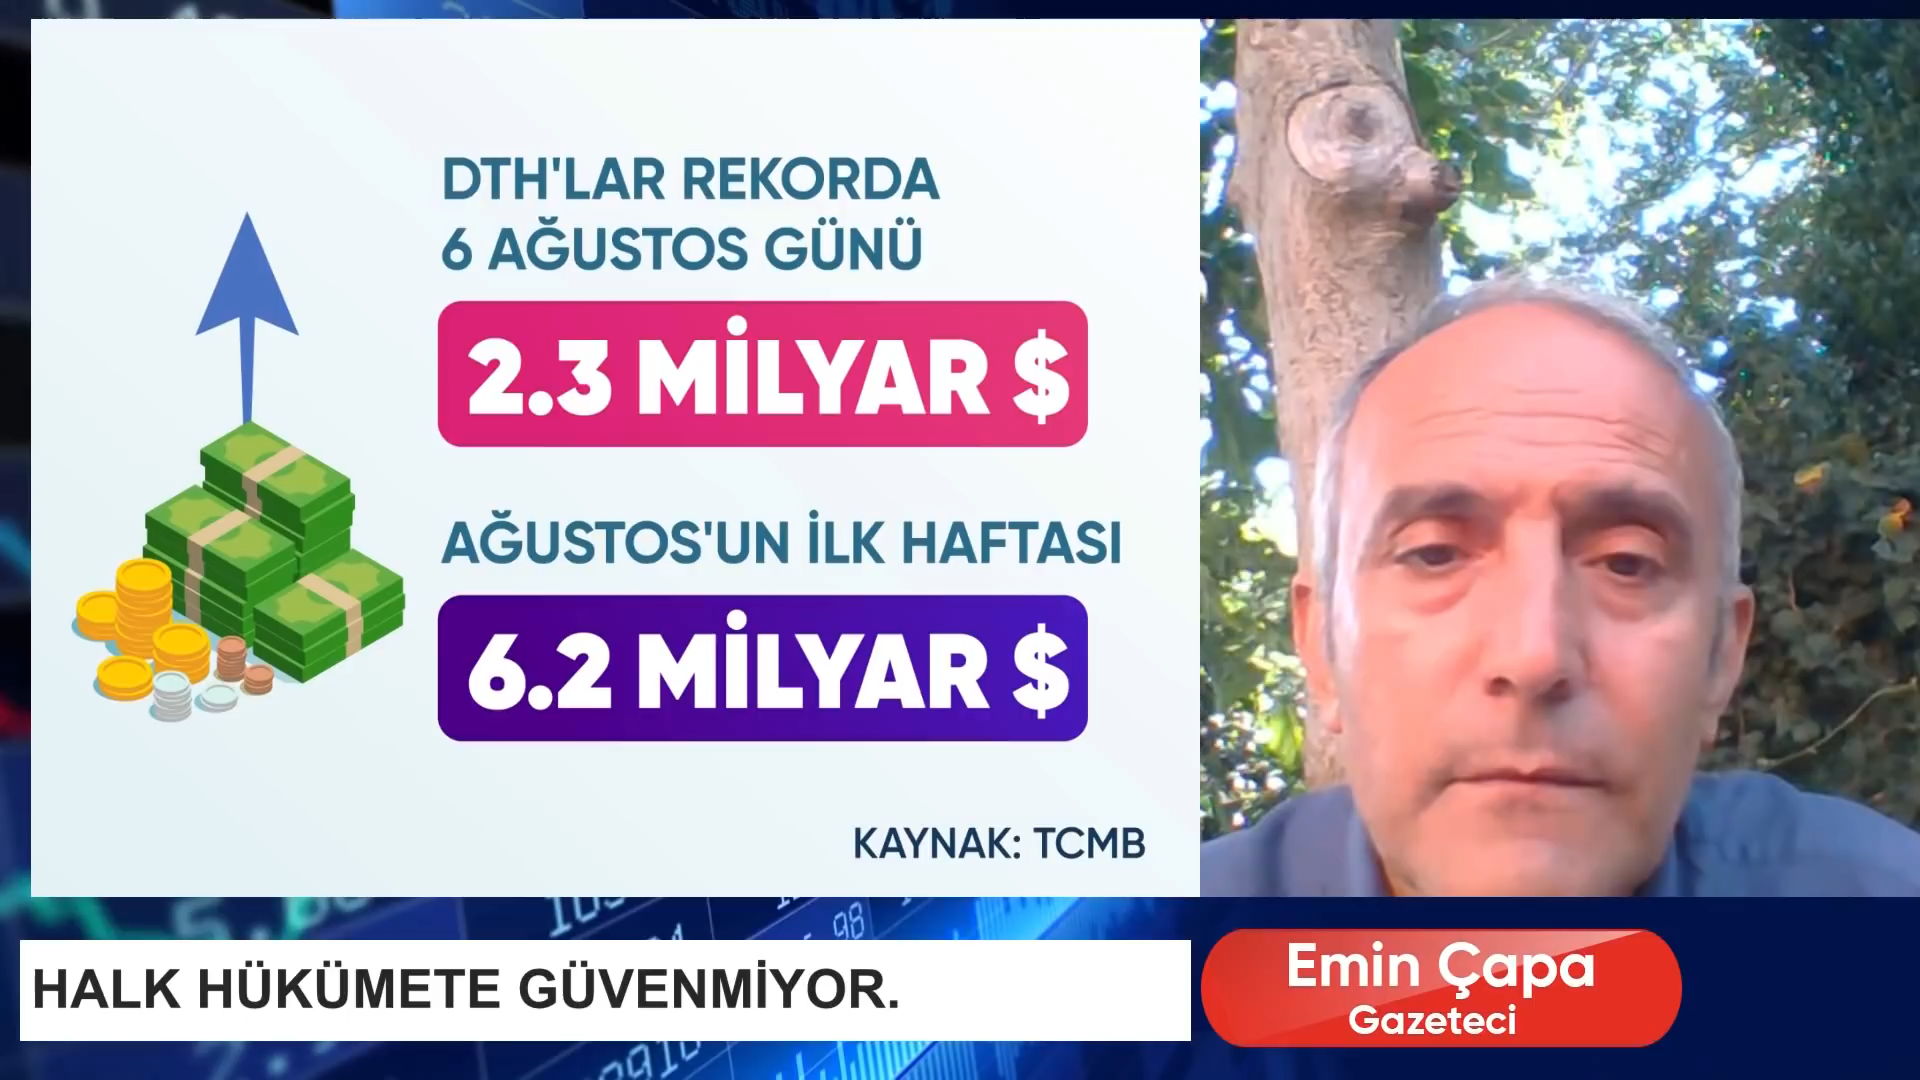 DTH'LAR REKORDA
6 AĞUSTOS GÜNÜ
2.3 MİLYAR $
AĞUSTOS'UN İLK HAFTASI
6.2 MİLYAR $
KAYNAK: TCMB
HALK HÜKÜMETE GÜVENMİYOR.
Emin Çapa
Gazeteci